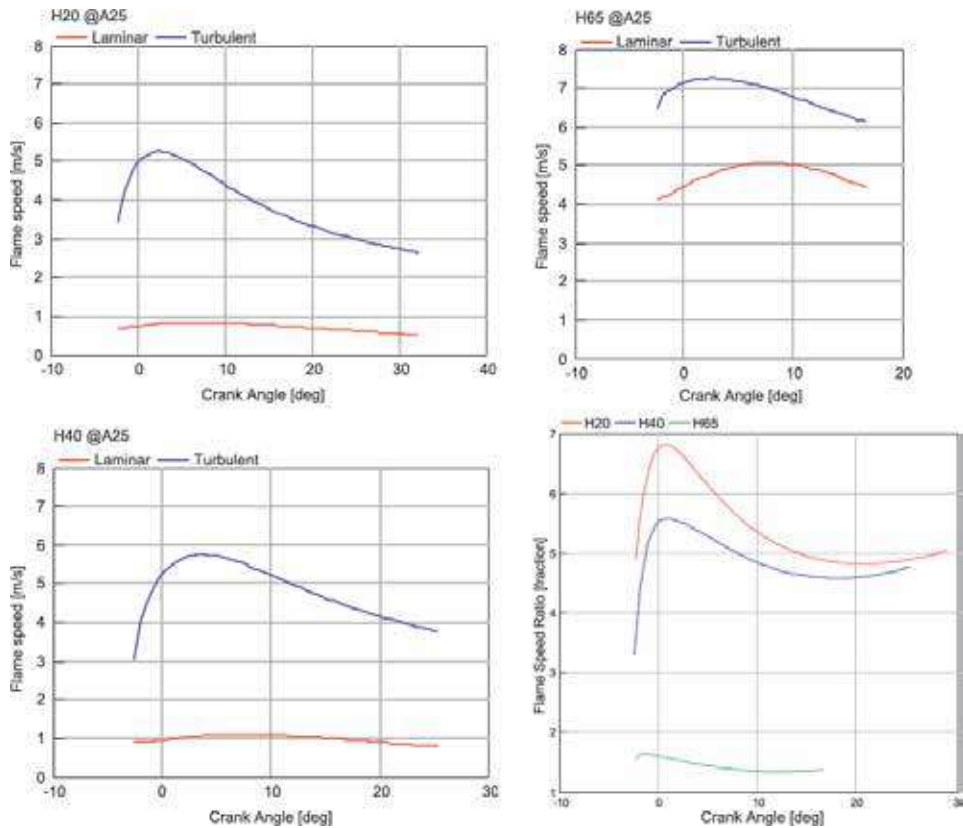 H20 @A25
Laminar Turbulent
Flame speed [m/s]
8
7
6
5
4
3
2
1
0
-10 0 10 20 30 40
Crank Angle [deg]
H65 @A25
Laminar Turbulent
Flame speed [m/s]
8
7
6
5
4
3
2
1
0
-10 0 10 20
Crank Angle [deg]
H40 @A25
Laminar Turbulent
Flame speed [m/s]
8
7
6
5
4
3
2
1
0
-10 0 10 20 30
Crank Angle [deg]
H20 H40 H65
Flame Speed Ratio [fraction]
7
6
5
4
3
2
1
-10 0 10 20 30
Crank Angle [deg]